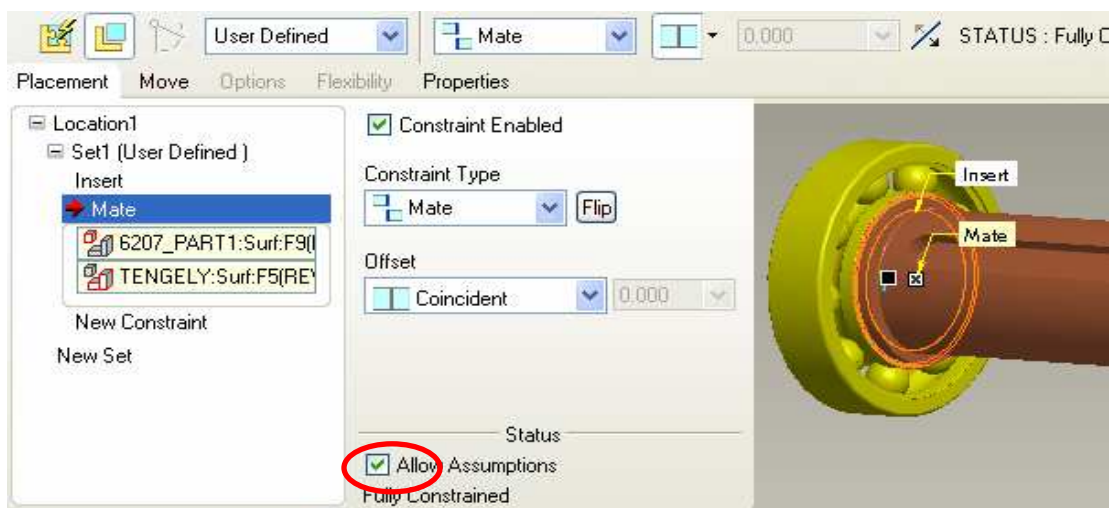 User Defined Mate 0.000 STATUS : Fully C
Placement Move Options Flexibility Properties
Location1
Set1 (User Defined )
Insert
Mate
6207_PART1:Surf:F9(
TENGELY:Surf:F5(RE
New Constraint
New Set
Constraint Enabled
Constraint Type
Mate Flip
Offset
Coincident 0.000
Status
Allow Assumptions
Fully Constrained
Insert
Mate